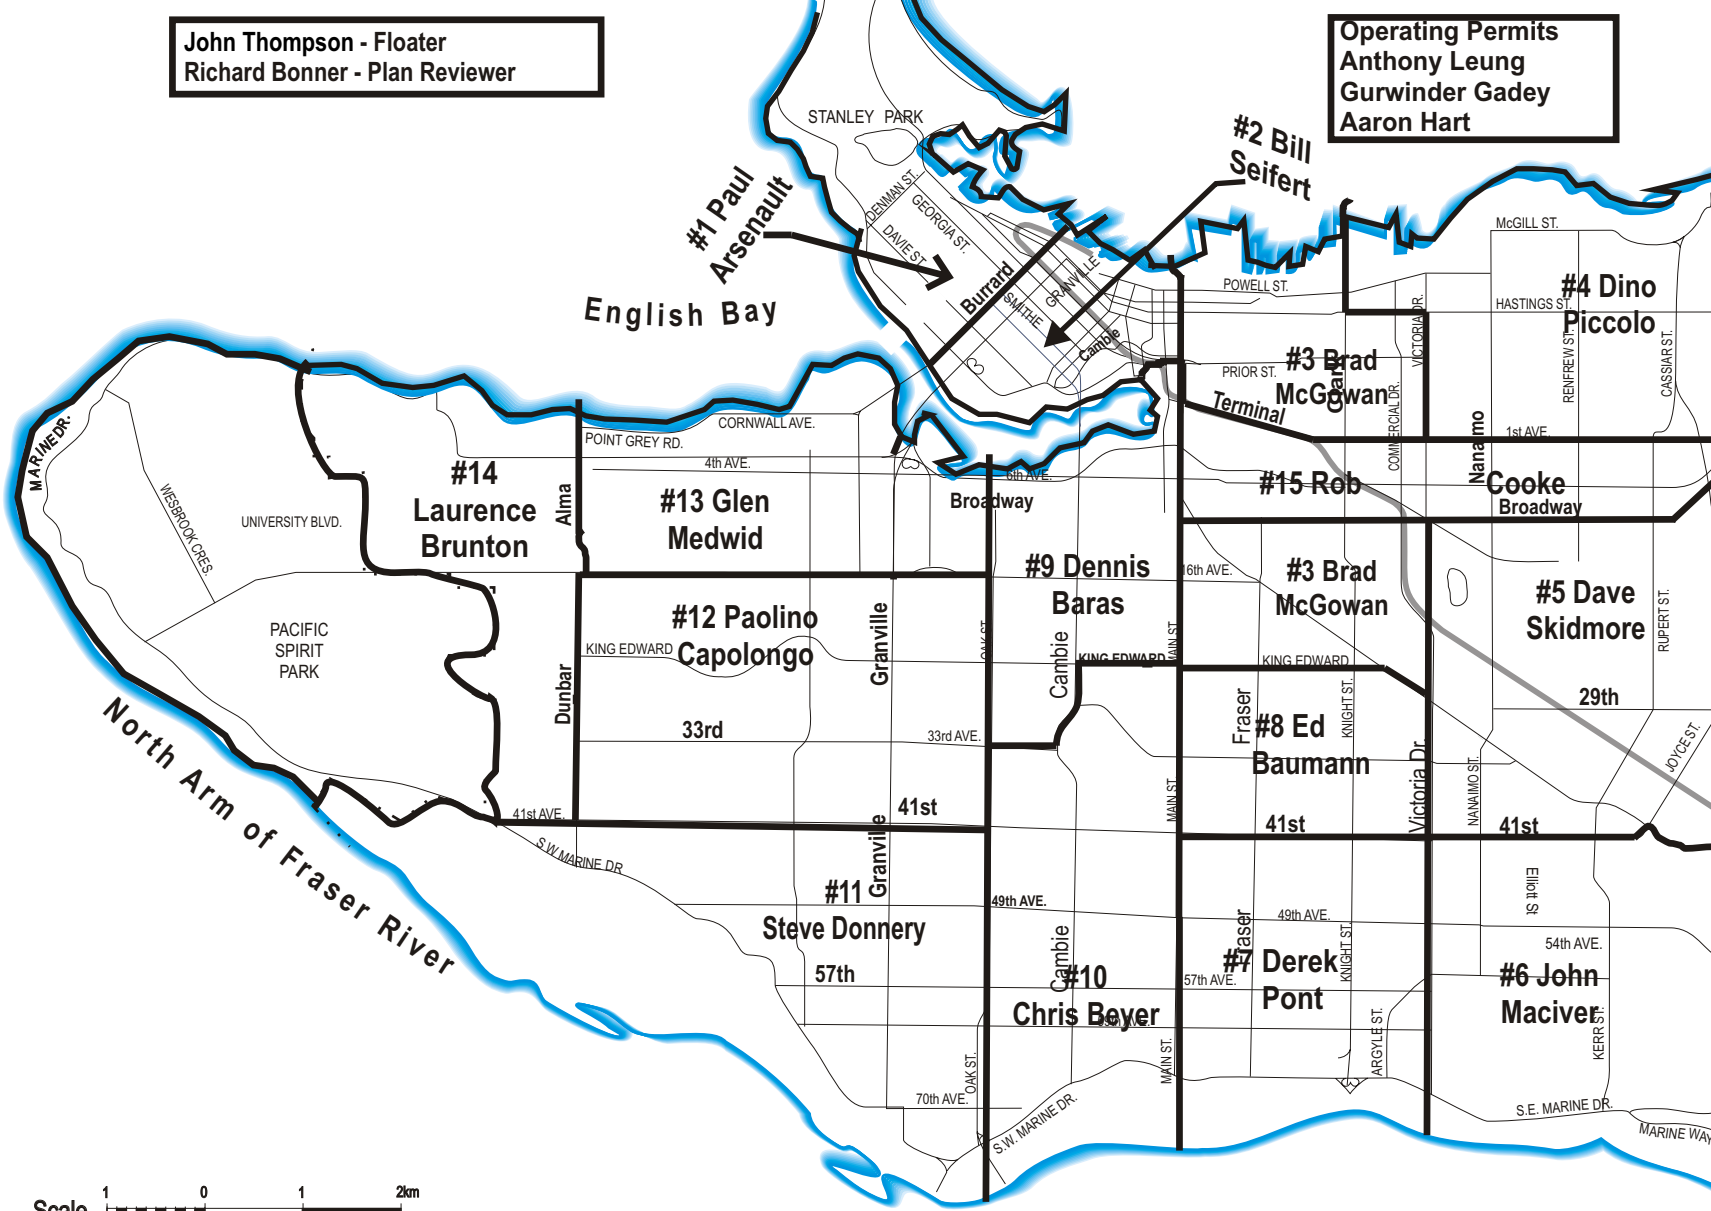 John Thompson - Floater
Richard Bonner - Plan Reviewer
Operating Permits
Anthony Leung
Gurwinder Gadey
Aaron Hart
STANLEY PARK
#2 Bill
Seifert
#1 Paul
Arsenault
DENMAN ST.
GEORGIA ST.
DAVIE ST.
Burrard
SMITHE
GRANVILLE
Cambie
English Bay
McGILL ST.
POWELL ST.
HASTINGS ST.
#4 Dino
Piccolo
VICTORIA DR.
RENFREW ST.
CASSIAR ST.
#3 Brad
McGowan
PRIOR ST.
Clark
COMMERCIAL DR.
Terminal
Nanaimo
1st AVE.
MARINE DR.
CORNWALL AVE.
POINT GREY RD.
4th AVE.
6th AVE.
Broadway
#14
Laurence
Brunton
Alma
#13 Glen
Medwid
#15 Rob
Cooke
Broadway
WESBROOK CRES.
UNIVERSITY BLVD.
#9 Dennis
Baras
16th AVE.
#3 Brad
McGowan
#5 Dave
Skidmore
RUPERT ST.
PACIFIC
SPIRIT
PARK
#12 Paolino
Capolongo
KING EDWARD
Granville
OAK ST.
Cambie
KING EDWARD
MAIN ST.
KING EDWARD
Dunbar
33rd
33rd AVE.
Fraser
KNIGHT ST.
#8 Ed
Baumann
29th
JOYCE ST.
Victoria Dr.
NANAIMO ST.
MAIN ST.
41st AVE.
41st
41st
41st
North Arm of Fraser River
S.W MARINE DR
Granville
#11
Steve Donnery
49th AVE.
49th AVE.
Elliott St
54th AVE.
57th
Cambie
#10
Chris Beyer
Fraser
#7 Derek
Pont
57th AVE.
KNIGHT ST.
#6 John
Maciver
KERR ST.
ARGYLE ST.
MAIN ST.
OAK ST.
70th AVE.
S.W. MARINE DR.
S.E. MARINE DR.
MARINE WAY
Scale
1 0 1 2km